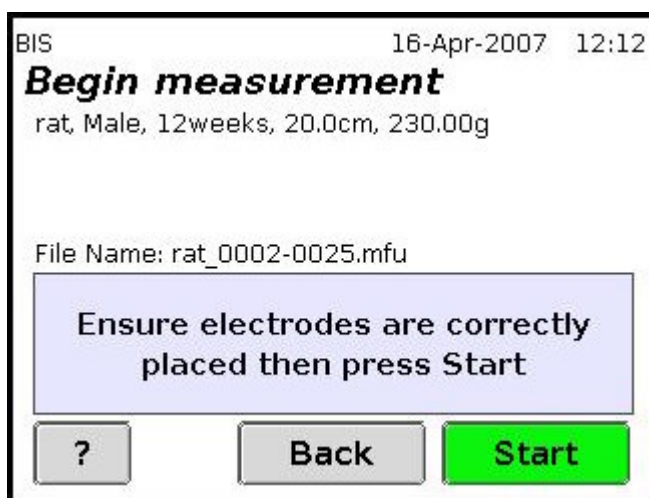 BIS 16-Apr-2007 12:12
Begin measurement
rat, Male, 12weeks, 20.0cm, 230.00g
File Name: rat_0002-0025.mfu
Ensure electrodes are correctly
placed then press Start
? Back Start